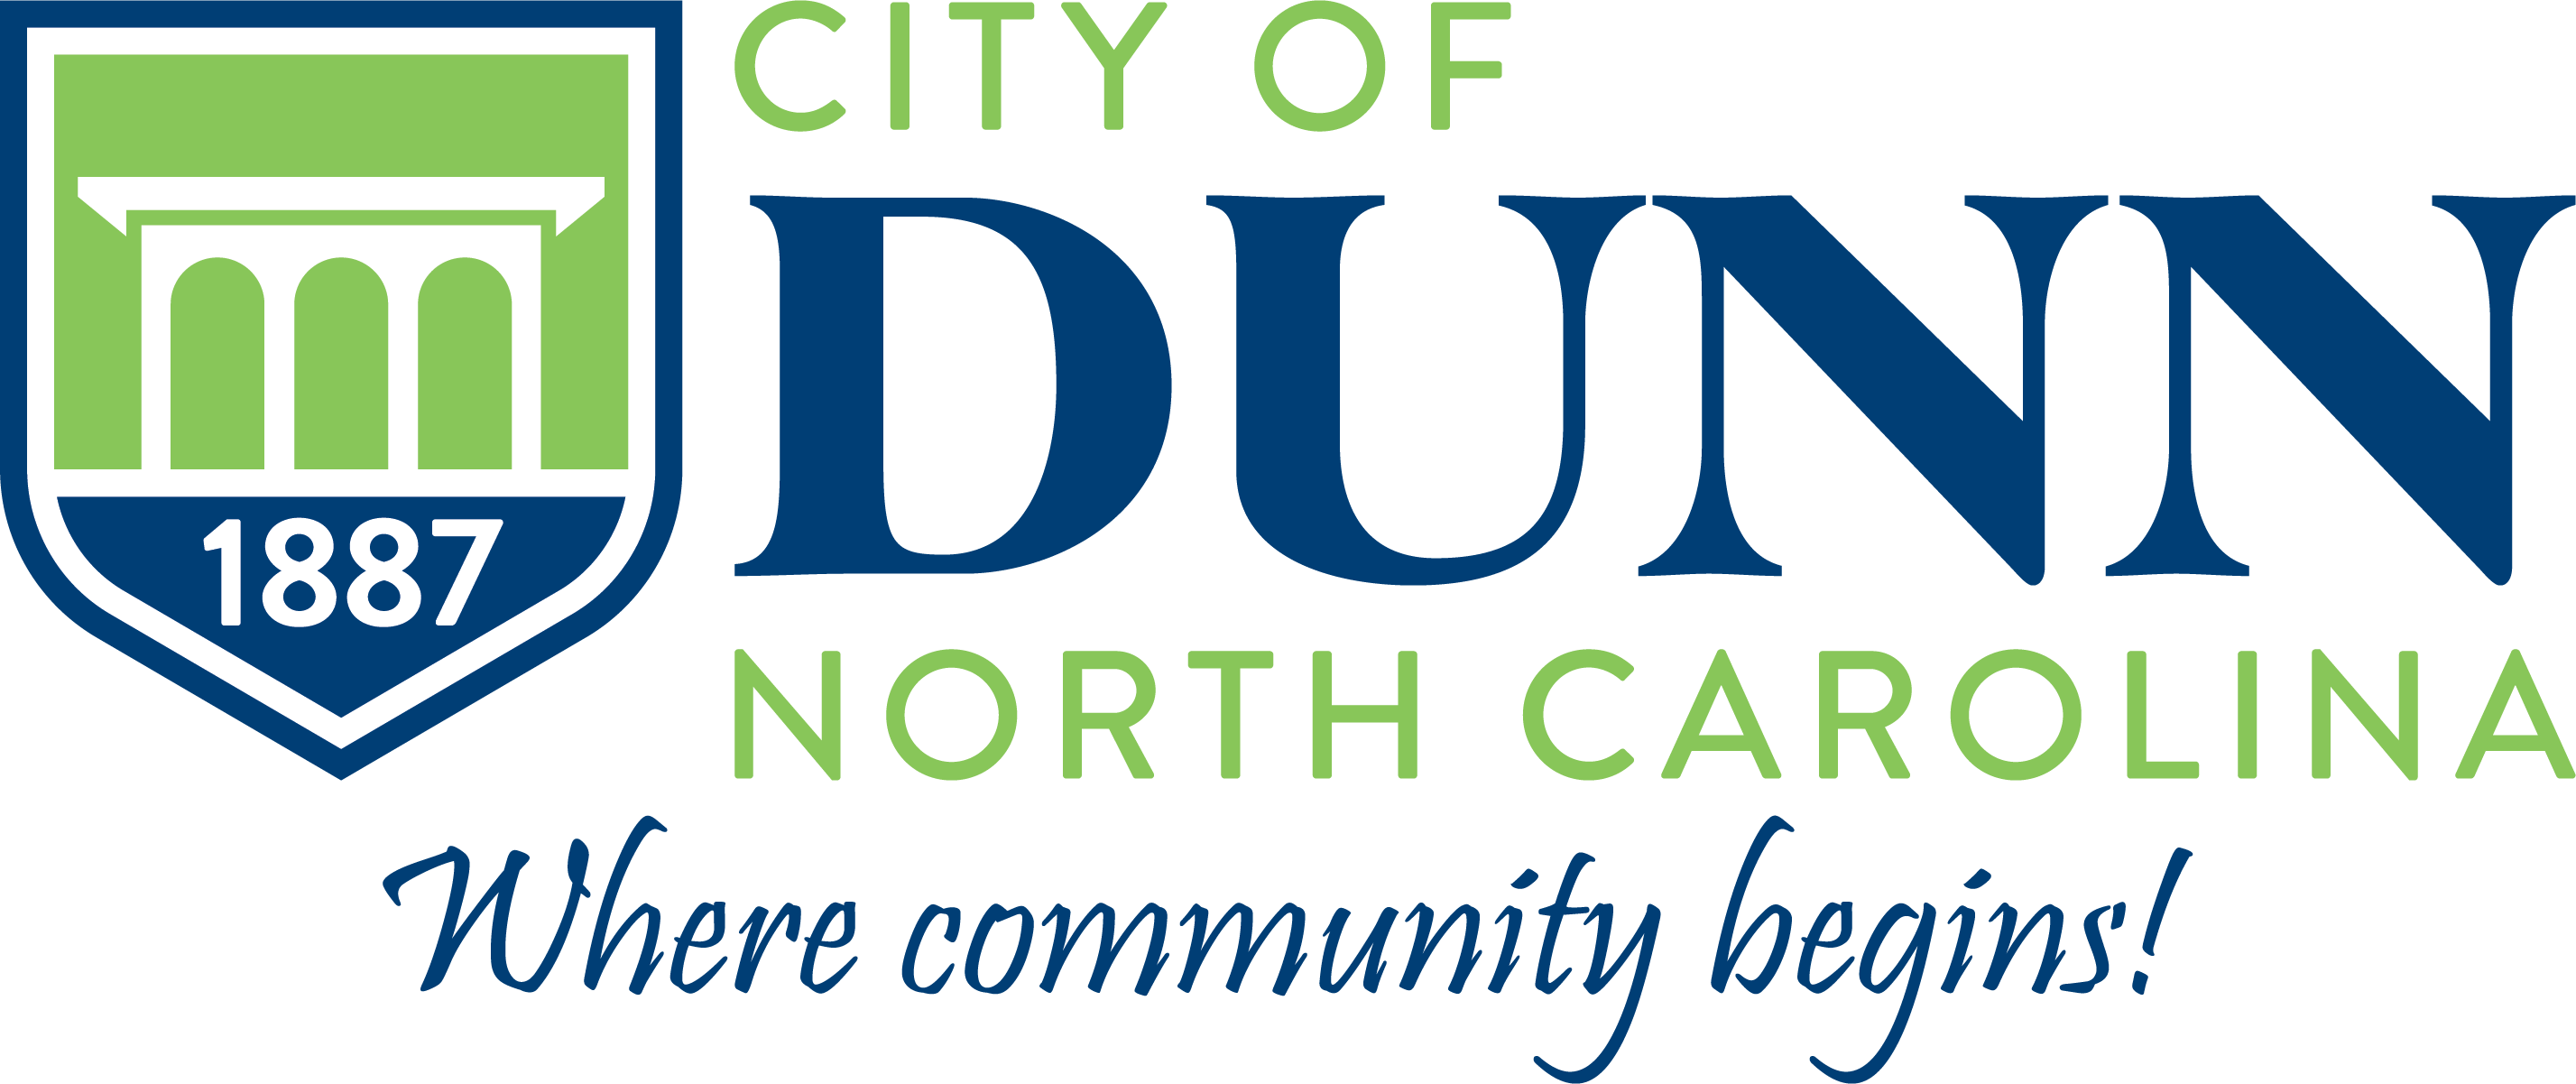 CITY OF
DUNN
1887
NORTH CAROLINA
Where community begins!